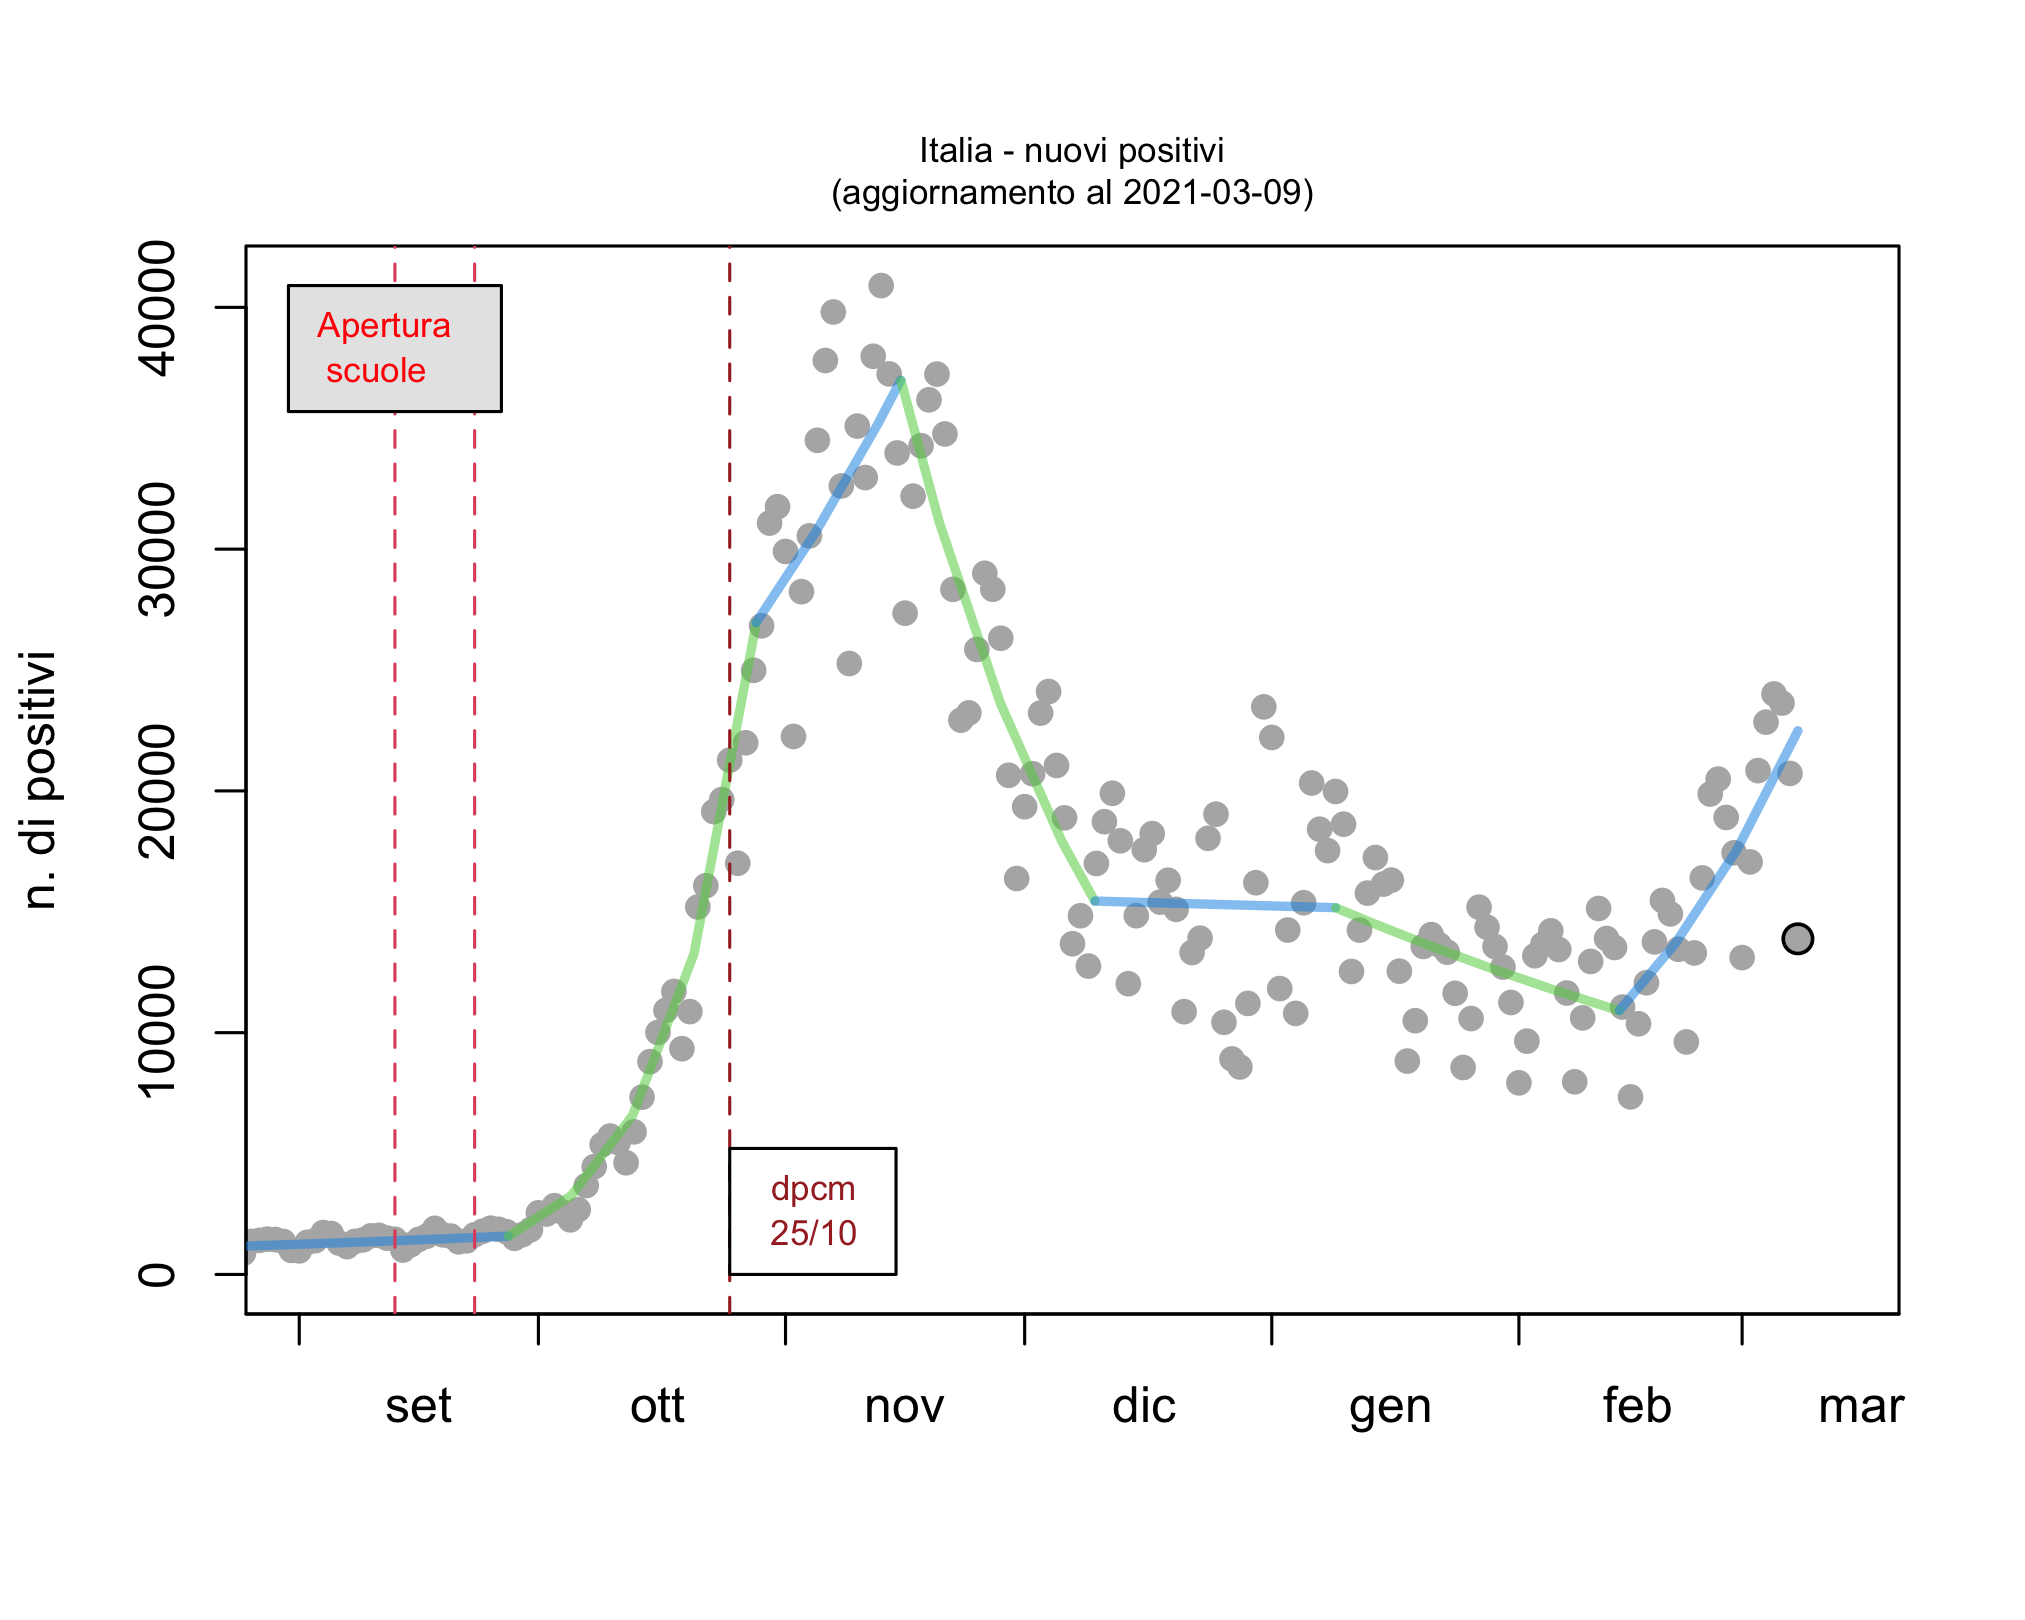 Italia - nuovi positivi
(aggiornamento al 2021-03-09)
n. di positivi
40000
30000
20000
10000
0
Apertura
scuole
dpcm
25/10
set ott nov dic gen feb mar